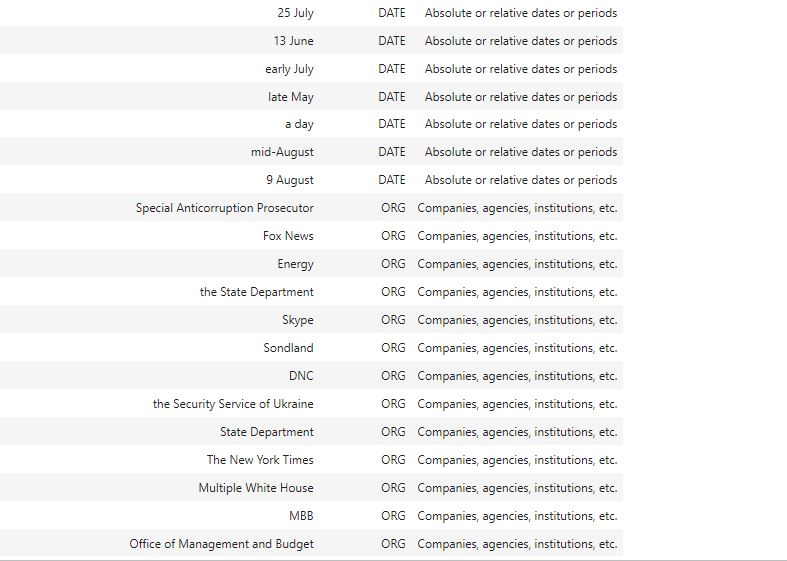 25 July DATE Absolute or relative dates or periods
13 June DATE Absolute or relative dates or periods
early July DATE Absolute or relative dates or periods
late May DATE Absolute or relative dates or periods
a day DATE Absolute or relative dates or periods
mid-August DATE Absolute or relative dates or periods
9 August DATE Absolute or relative dates or periods
Special Anticorruption Prosecutor ORG Companies, agencies, institutions, etc.
Fox News ORG Companies, agencies, institutions, etc.
Energy ORG Companies, agencies, institutions, etc.
the State Department ORG Companies, agencies, institutions, etc.
Skype ORG Companies, agencies, institutions, etc.
Sondland ORG Companies, agencies, institutions, etc.
DNC ORG Companies, agencies, institutions, etc.
the Security Service of Ukraine ORG Companies, agencies, institutions, etc.
State Department ORG Companies, agencies, institutions, etc.
The New York Times ORG Companies, agencies, institutions, etc.
Multiple White House ORG Companies, agencies, institutions, etc.
MBB ORG Companies, agencies, institutions, etc.
Office of Management and Budget ORG Companies, agencies, institutions, etc.